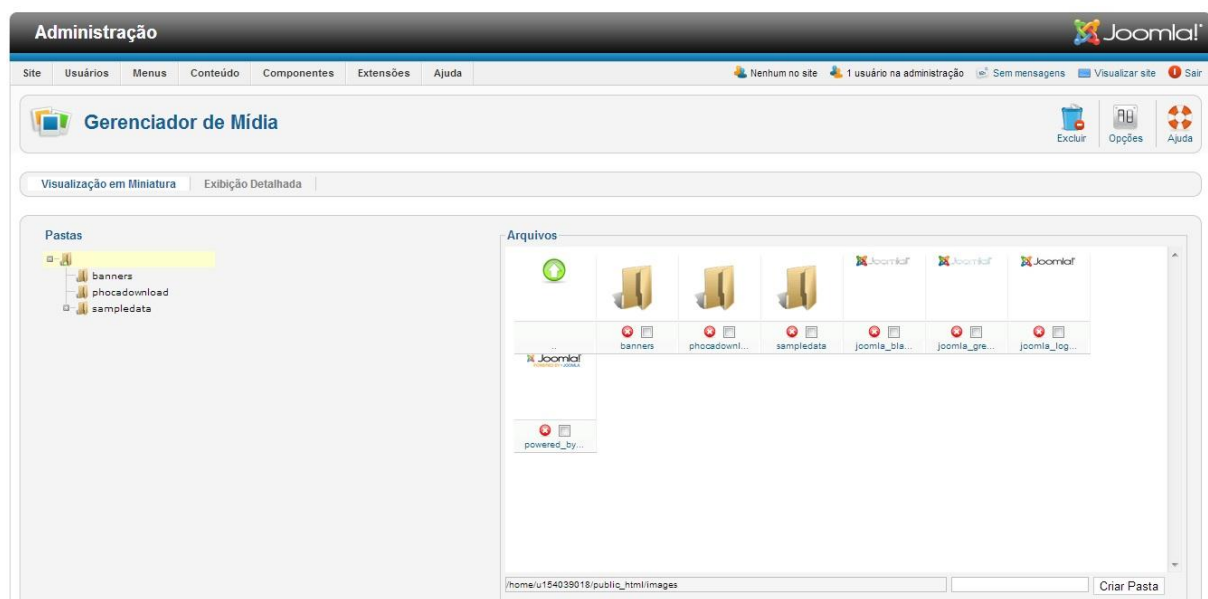 Administração
Joomla!
Site Usuários Menus Conteúdo Componentes Extensões Ajuda
Nenhum no site 1 usuário na administração Sem mensagens Visualizar site Sair
Gerenciador de Mídia
Excluir Opções Ajuda
Visualização em Miniatura Exibição Detalhada
Pastas
banners
phocadownload
sampledata
Arquivos
Joomla! Joomla! Joomla!
.. banners phocadownl... sampledata joomla_bla... joomla_gre... joomla_log...
Joomla!
powered_by...
/home/u154039018/public_html/images
Criar Pasta